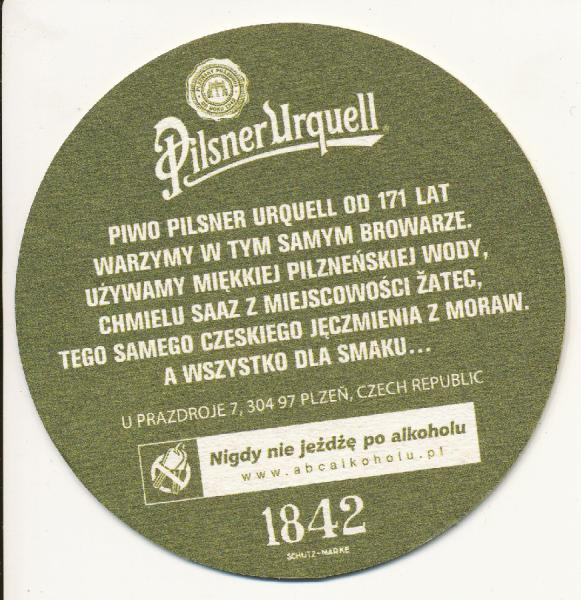 Pilsner Urquell
PIWO PILSNER URQUELL OD 171 LAT
WARZYMY W TYM SAMYM BROWARZE.
UŻYWAMY MIĘKKIEJ PILZNEŃSKIEJ WODY,
CHMIELU SAAZ Z MIEJSCOWOŚCI ŽATEC,
TEGO SAMEGO CZESKIEGO JĘCZMIENIA Z MORAW.
A WSZYSTKO DLA SMAKU...
U PRAZDROJE 7, 304 97 PLZEŇ, CZECH REPUBLIC
Nigdy nie jeżdżę po alkoholu
www.abcalkoholu.pl
1842
SCHUTZ-MARKE